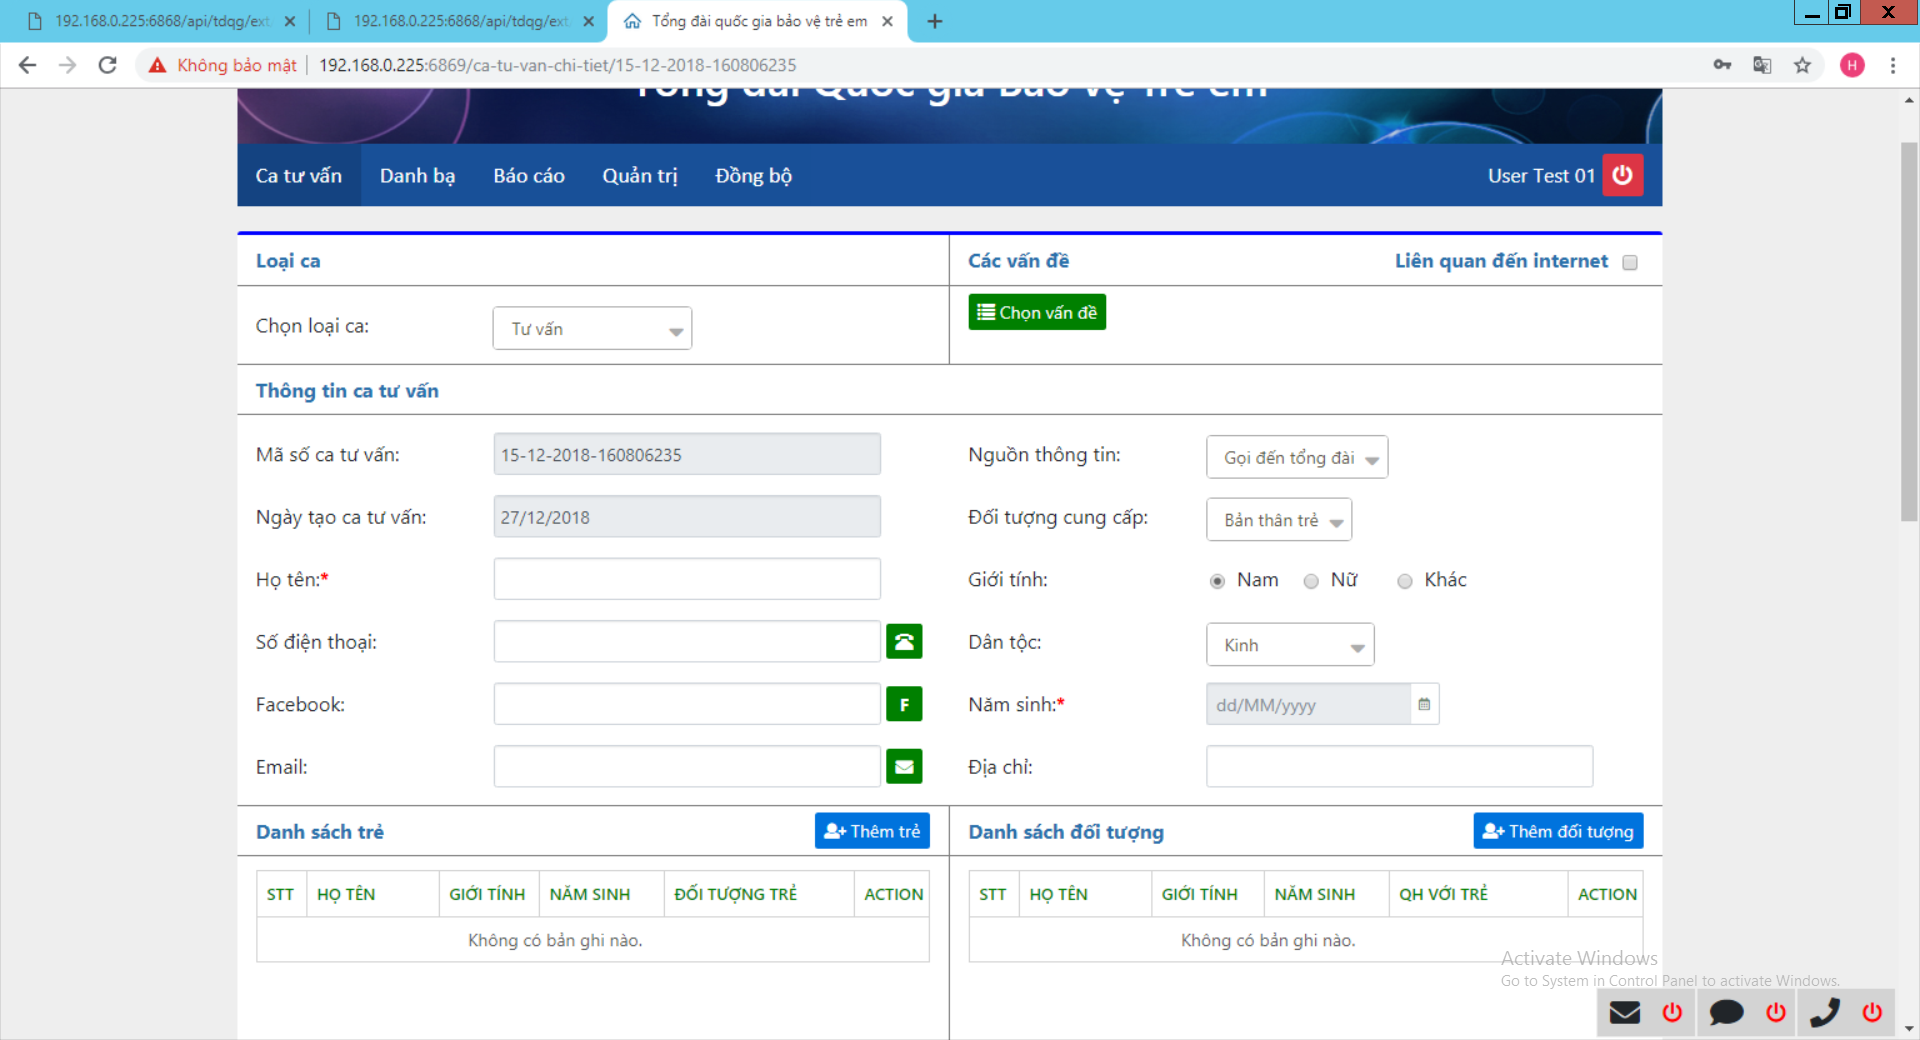 192.168.0.225:6868/api/tdqg/ext
192.168.0.225:6868/api/tdqg/ext
Tổng đài quốc gia bảo vệ trẻ em
Không bảo mật
192.168.0.225:6869/ca-tu-van-chi-tiet/15-12-2018-160806235
H
Tổng đài Quốc gia Bảo vệ Trẻ em
Ca tư vấn
Danh bạ
Báo cáo
Quản trị
Đồng bộ
User Test 01
Loại ca
Các vấn đề
Liên quan đến internet
Chọn loại ca:
Tư vấn
Chọn vấn đề
Thông tin ca tư vấn
Mã số ca tư vấn:
15-12-2018-160806235
Nguồn thông tin:
Gọi đến tổng đài
Ngày tạo ca tư vấn:
27/12/2018
Đối tượng cung cấp:
Bản thân trẻ
Họ tên:*
Giới tính:
Nam
Nữ
Khác
Số điện thoại:
Dân tộc:
Kinh
Facebook:
F
Năm sinh:*
dd/MM/yyyy
Email:
Địa chỉ:
Danh sách trẻ
Thêm trẻ
Danh sách đối tượng
Thêm đối tượng
STT
HỌ TÊN
GIỚI TÍNH
NĂM SINH
ĐỐI TƯỢNG TRẺ
ACTION
STT
HỌ TÊN
GIỚI TÍNH
NĂM SINH
QH VỚI TRẺ
ACTION
Không có bản ghi nào.
Không có bản ghi nào.
Activate Windows
Go to System in Control Panel to activate Windows.